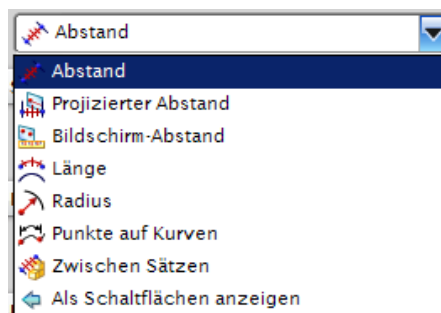 Abstand
Abstand
Projizierter Abstand
Bildschirm-Abstand
Länge
Radius
Punkte auf Kurven
Zwischen Sätzen
Als Schaltflächen anzeigen